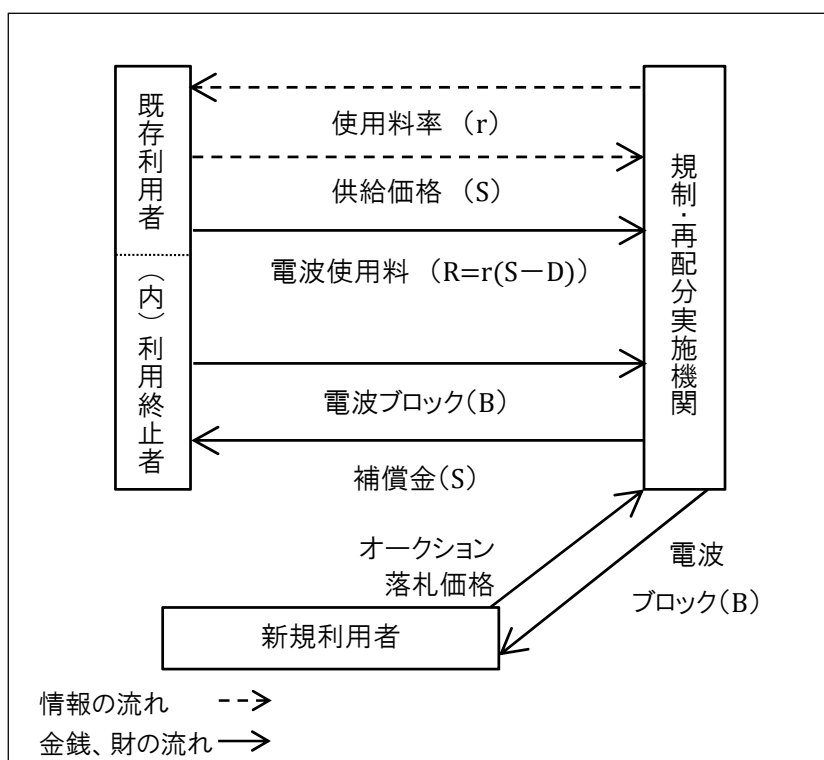 既存利用者
（内）利用終止者
使用料率 （r）
供給価格 （S）
電波使用料 （R=r(S－D)）
電波ブロック（B）
補償金（S）
規制・再配分実施機関
オークション
落札価格
電波
ブロック（B）
新規利用者
情報の流れ
金銭、財の流れ